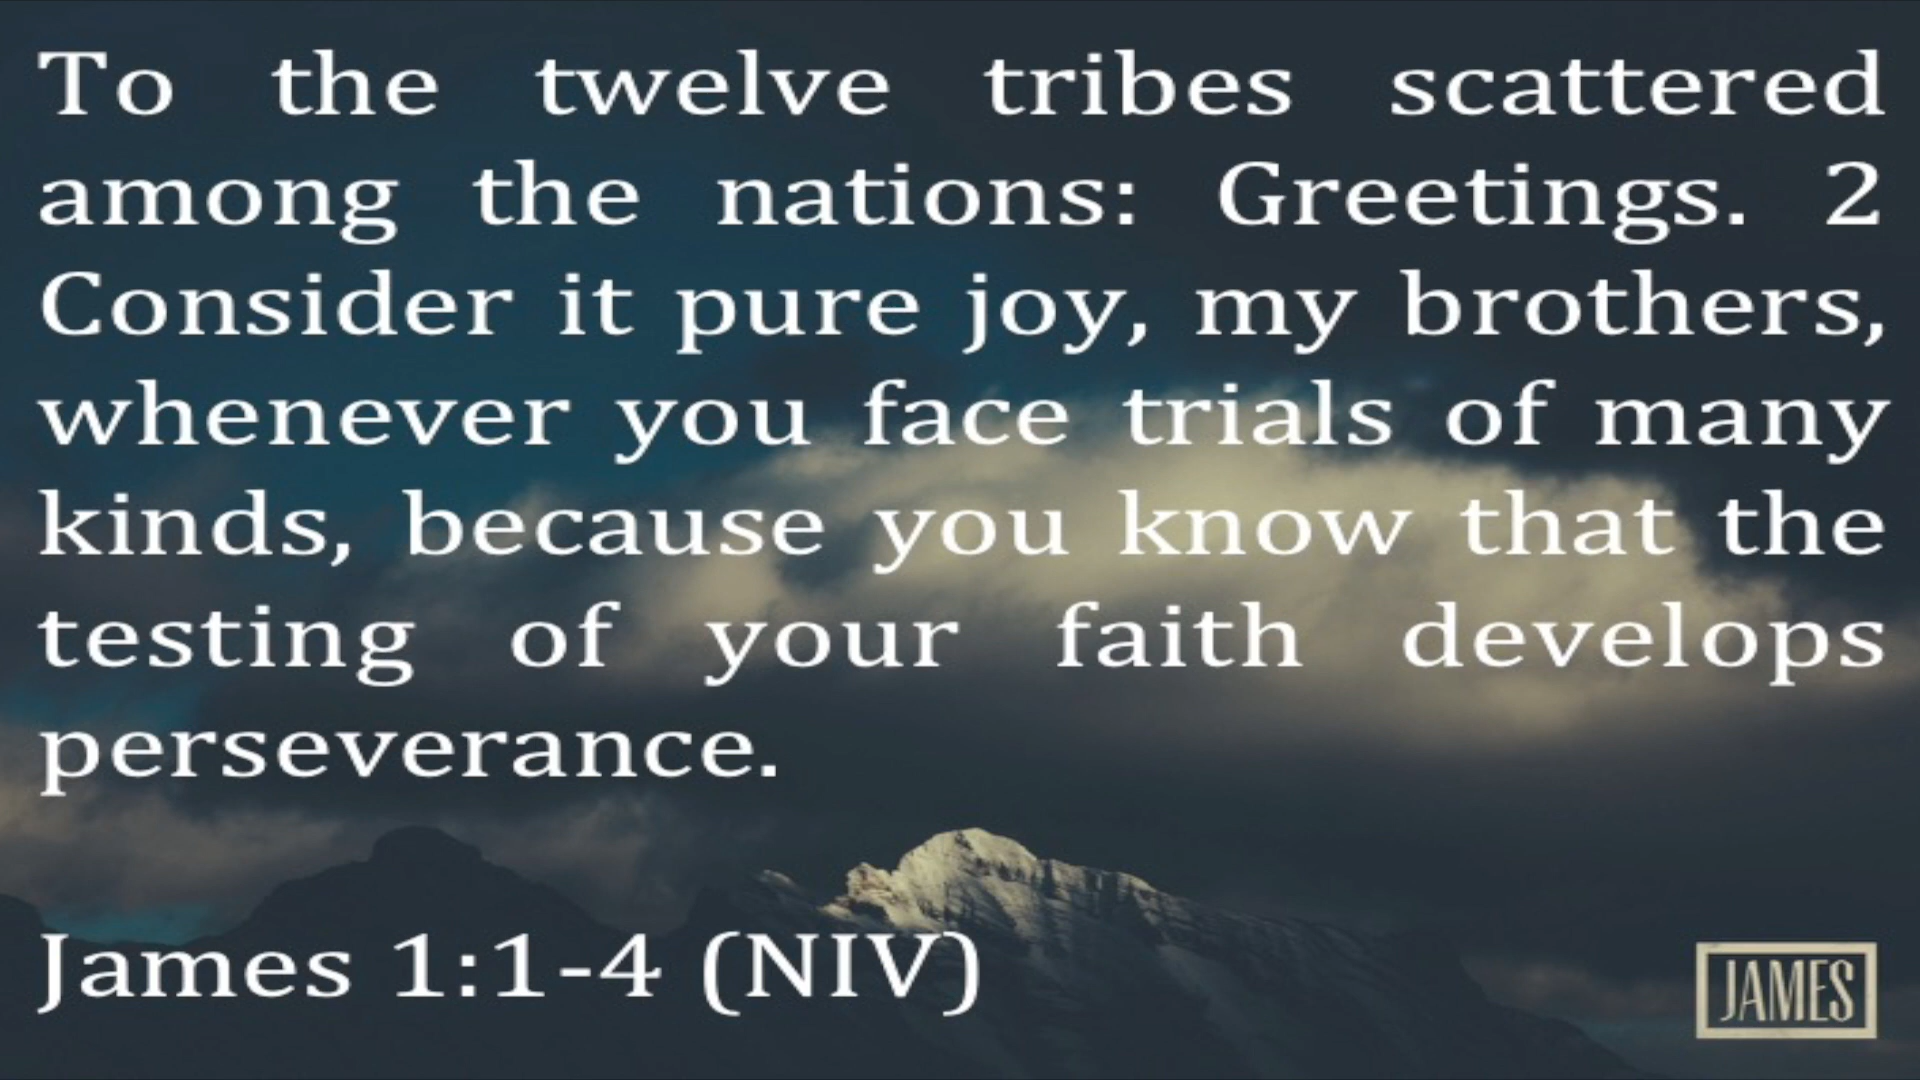 To the twelve tribes scattered
among the nations: Greetings. 2
Consider it pure joy, my brothers,
whenever you face trials of many
kinds, because you know that the
testing of your faith develops
perseverance.
James 1:1-4 (NIV)
JAMES